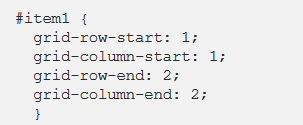 #item1 {
grid-row-start: 1;
grid-column-start: 1;
grid-row-end: 2;
grid-column-end: 2;
}